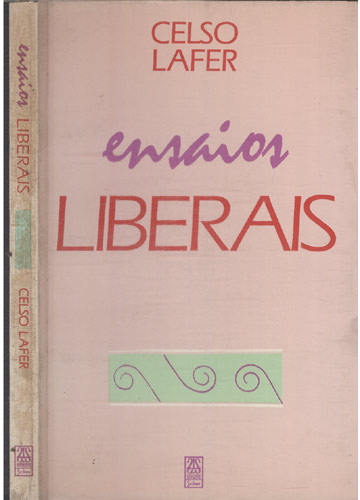 CELSO
LAFER
ensaios
LIBERAIS
ensaios LIBERAIS
CELSO LAFER